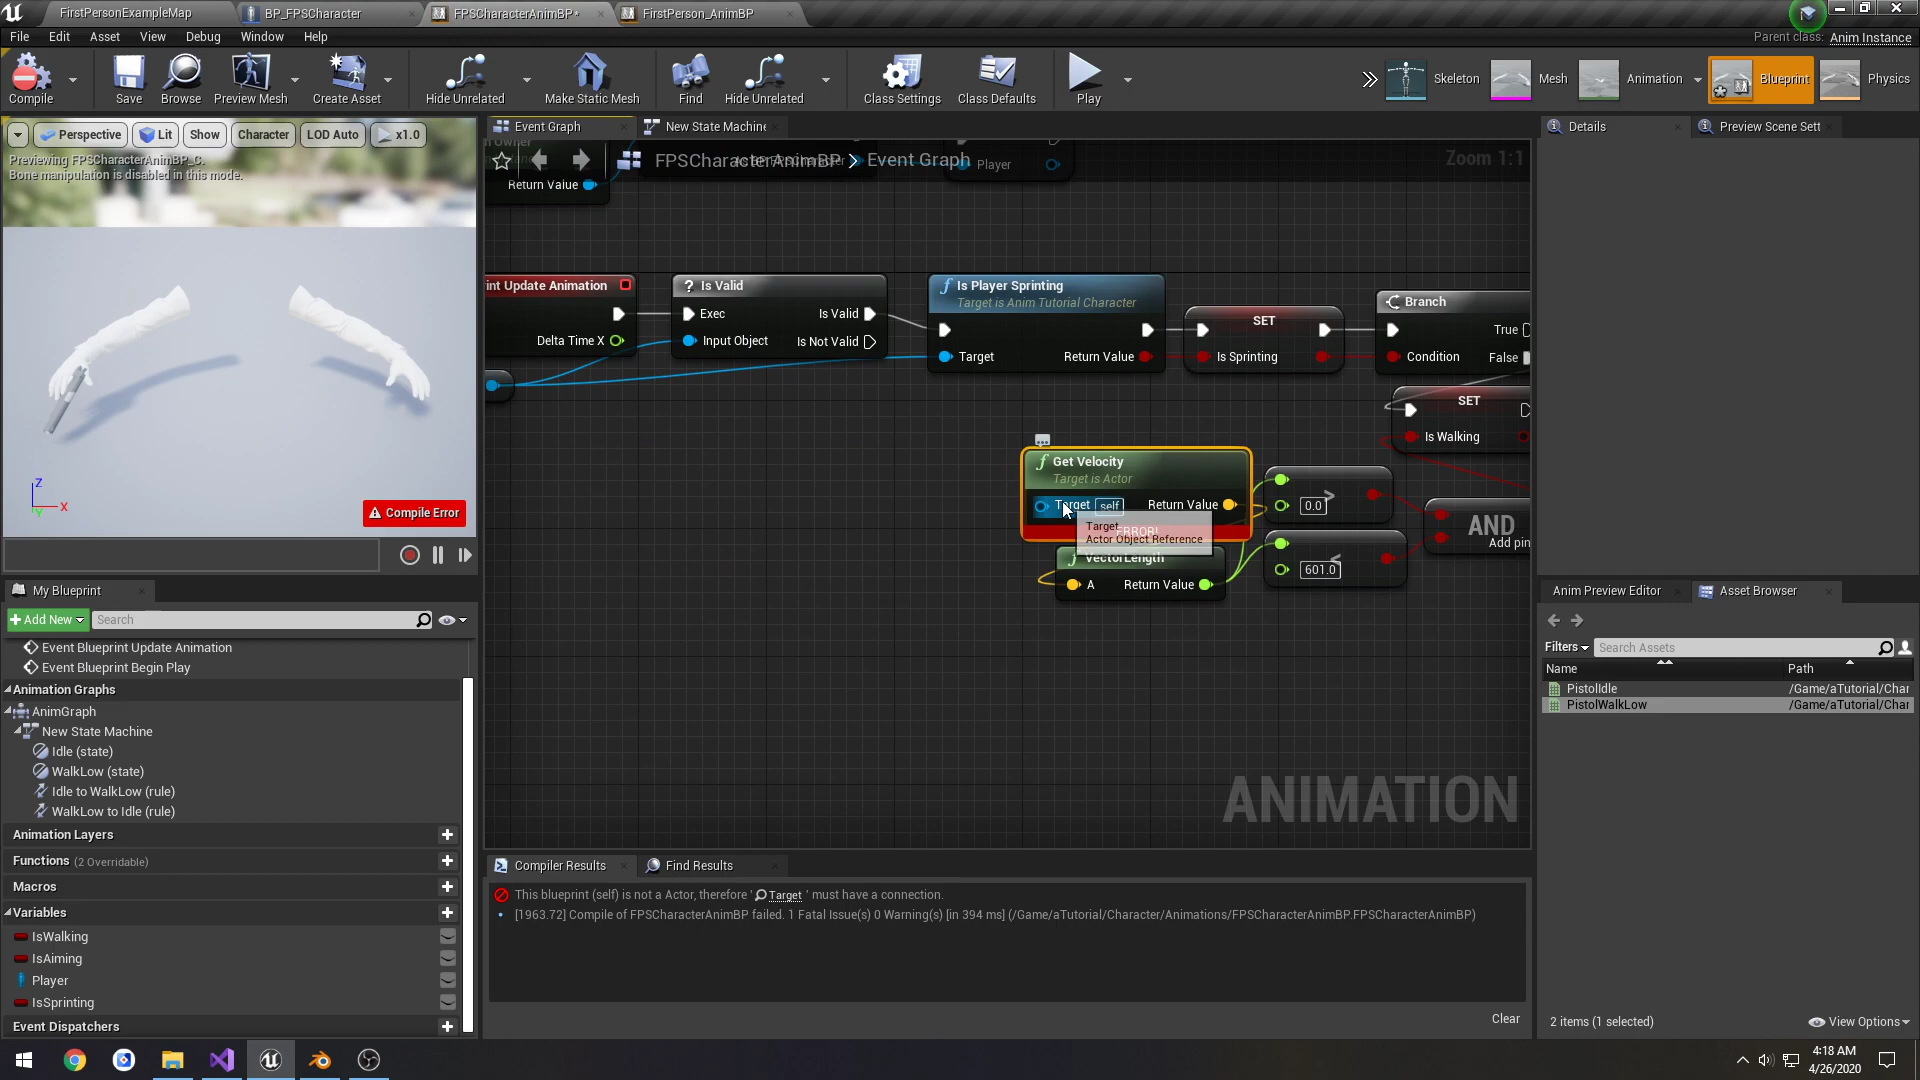 FirstPersonExampleMap
BP_FPSCharacter
FPSCharacterAnimBP*
FirstPerson_AnimBP
File Edit Asset View Debug Window Help
Parent class: Anim Instance
Compile
Save
Browse
Preview Mesh
Create Asset
Hide Unrelated
Make Static Mesh
Find
Hide Unrelated
Class Settings
Class Defaults
Play
Skeleton
Mesh
Animation
Blueprint
Physics
Perspective
Lit
Show
Character
LOD Auto
x1.0
Previewing FPSCharacterAnimBP_C.
Bone manipulation is disabled in this mode.
Z
X
Y
Compile Error
Event Graph
New State Machine
FPSCharacterAnimBP > Event Graph
Zoom 1:1
Return Value
Player
int Update Animation
Delta Time X
? Is Valid
Exec
Is Valid
Input Object
Is Not Valid
f Is Player Sprinting
Target is Anim Tutorial Character
Target
Return Value
SET
Is Sprinting
Branch
True
Condition
False
SET
Is Walking
f Get Velocity
Target is Actor
Target self
Return Value
ERROR!
Target
Actor Object Reference
f VectorLength
A
Return Value
>
0.0
<
601.0
AND
Add pin
ANIMATION
My Blueprint
Add New
Search
Event Blueprint Update Animation
Event Blueprint Begin Play
Animation Graphs
AnimGraph
New State Machine
Idle (state)
WalkLow (state)
Idle to WalkLow (rule)
WalkLow to Idle (rule)
Animation Layers
Functions (2 Overridable)
Macros
Variables
IsWalking
IsAiming
Player
IsSprinting
Event Dispatchers
Compiler Results
Find Results
This blueprint (self) is not a Actor, therefore ' Target ' must have a connection.
[1963.72] Compile of FPSCharacterAnimBP failed. 1 Fatal Issue(s) 0 Warning(s) [in 394 ms] (/Game/aTutorial/Character/Animations/FPSCharacterAnimBP.FPSCharacterAnimBP)
Clear
Details
Preview Scene Sett
Anim Preview Editor
Asset Browser
Filters
Search Assets
Name
Path
PistolIdle
/Game/aTutorial/Char
PistolWalkLow
/Game/aTutorial/Char
2 items (1 selected)
View Options
4:18 AM
4/26/2020